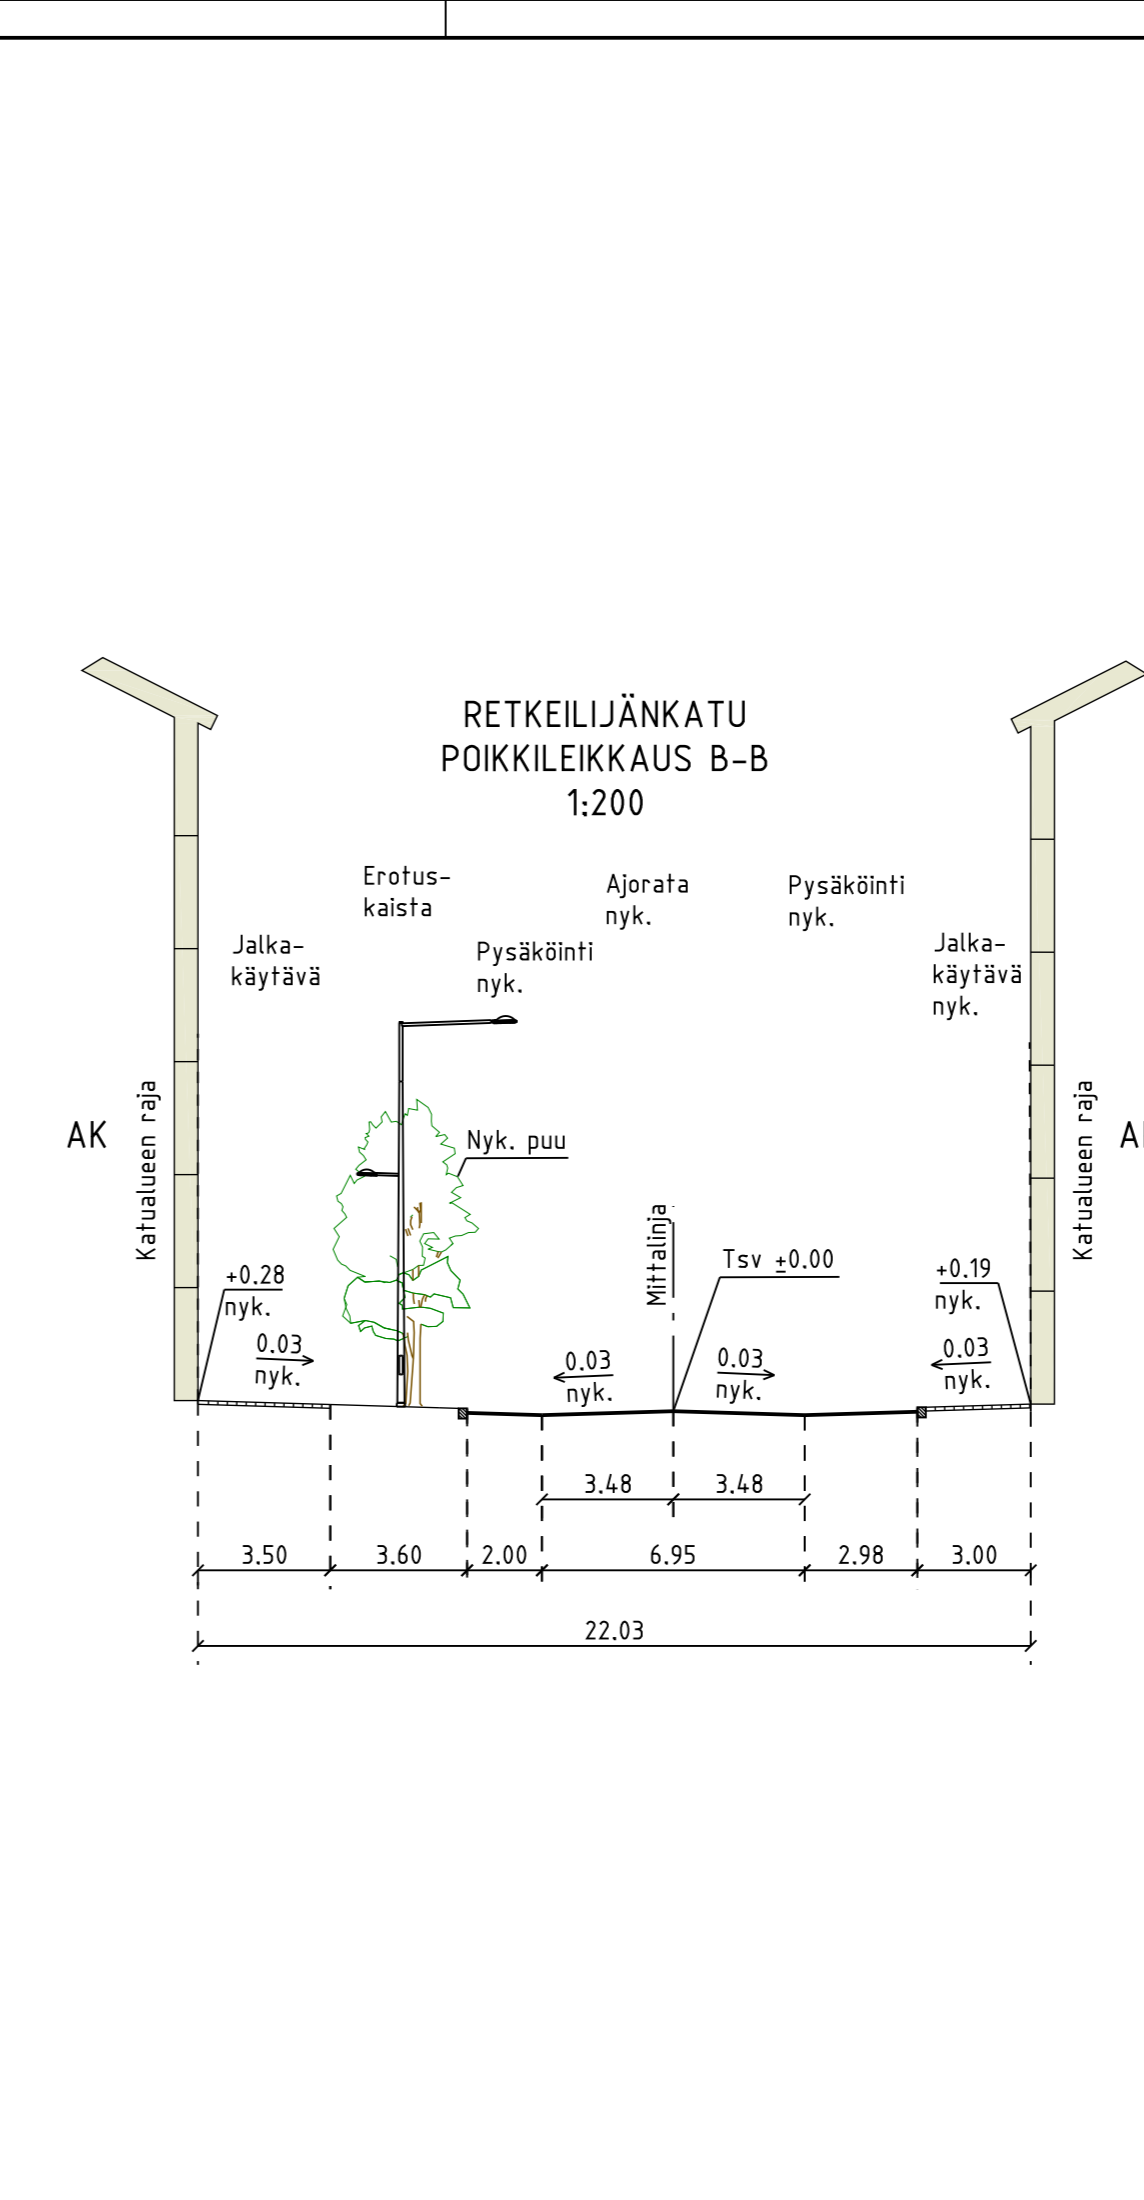 RETKEILIJÄNKATU
POIKKILEIKKAUS B-B
1:200
Erotus-
kaista
Ajorata
nyk.
Pysäköinti
nyk.
Jalka-
käytävä
Pysäköinti
nyk.
Jalka-
käytävä
nyk.
AK
Katualueen raja
Nyk. puu
Mittalinja
Katualueen raja
+0.28
nyk.
Tsv ±0.00
+0.19
nyk.
0.03
nyk.
0.03
nyk.
0.03
nyk.
0.03
nyk.
3.48
3.48
3.50
3.60
2.00
6.95
2.98
3.00
22.03